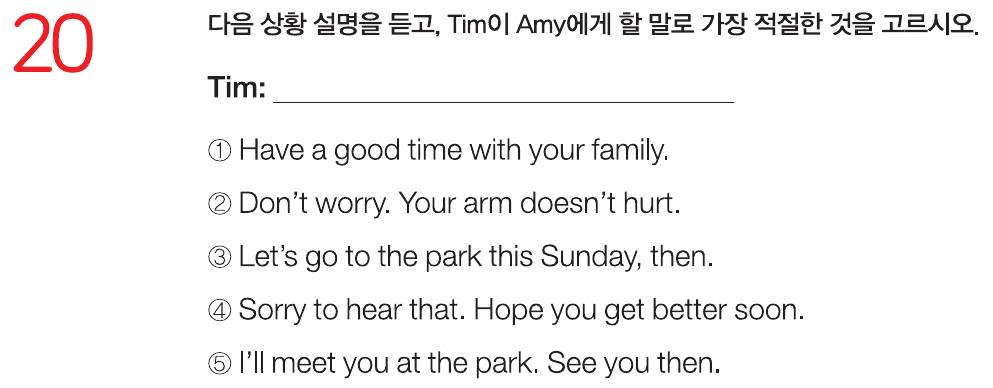 20
다음 상황 설명을 듣고, Tim이 Amy에게 할 말로 가장 적절한 것을 고르시오.
Tim:
① Have a good time with your family.
② Don't worry. Your arm doesn't hurt.
③ Let's go to the park this Sunday, then.
④ Sorry to hear that. Hope you get better soon.
⑤ I'll meet you at the park. See you then.